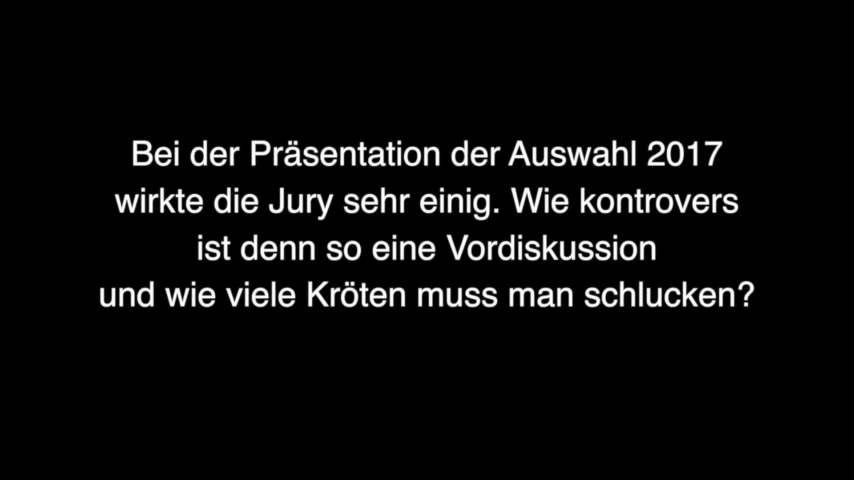 Bei der Präsentation der Auswahl 2017
wirkte die Jury sehr einig. Wie kontrovers
ist denn so eine Vordiskussion
und wie viele Kröten muss man schlucken?